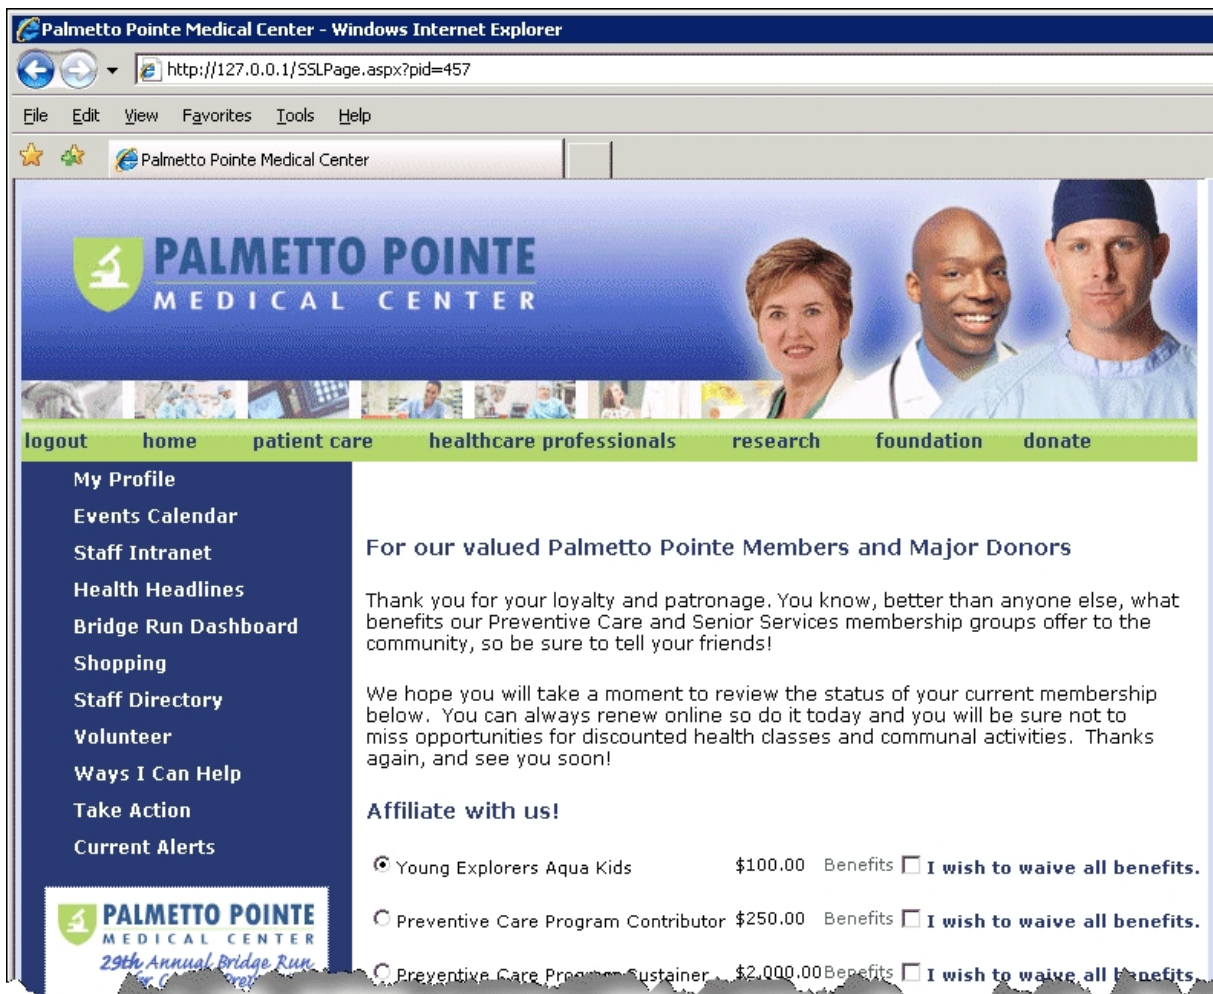 Palmetto Pointe Medical Center - Windows Internet Explorer
http://127.0.0.1/SSLPage.aspx?pid=457
File Edit View Favorites Tools Help
Palmetto Pointe Medical Center
PALMETTO POINTE
MEDICAL CENTER
logout home patient care healthcare professionals research foundation donate
My Profile
Events Calendar
Staff Intranet
Health Headlines
Bridge Run Dashboard
Shopping
Staff Directory
Volunteer
Ways I Can Help
Take Action
Current Alerts
PALMETTO POINTE
MEDICAL CENTER
29th Annual Bridge Run
for
For our valued Palmetto Pointe Members and Major Donors
Thank you for your loyalty and patronage. You know, better than anyone else, what
benefits our Preventive Care and Senior Services membership groups offer to the
community, so be sure to tell your friends!
We hope you will take a moment to review the status of your current membership
below. You can always renew online so do it today and you will be sure not to
miss opportunities for discounted health classes and communal activities. Thanks
again, and see you soon!
Affiliate with us!
Young Explorers Aqua Kids $100.00 Benefits I wish to waive all benefits.
Preventive Care Program Contributor $250.00 Benefits I wish to waive all benefits.
Preventive Care Program Sustainer $2,000.00 Benefits I wish to waive all benefits.